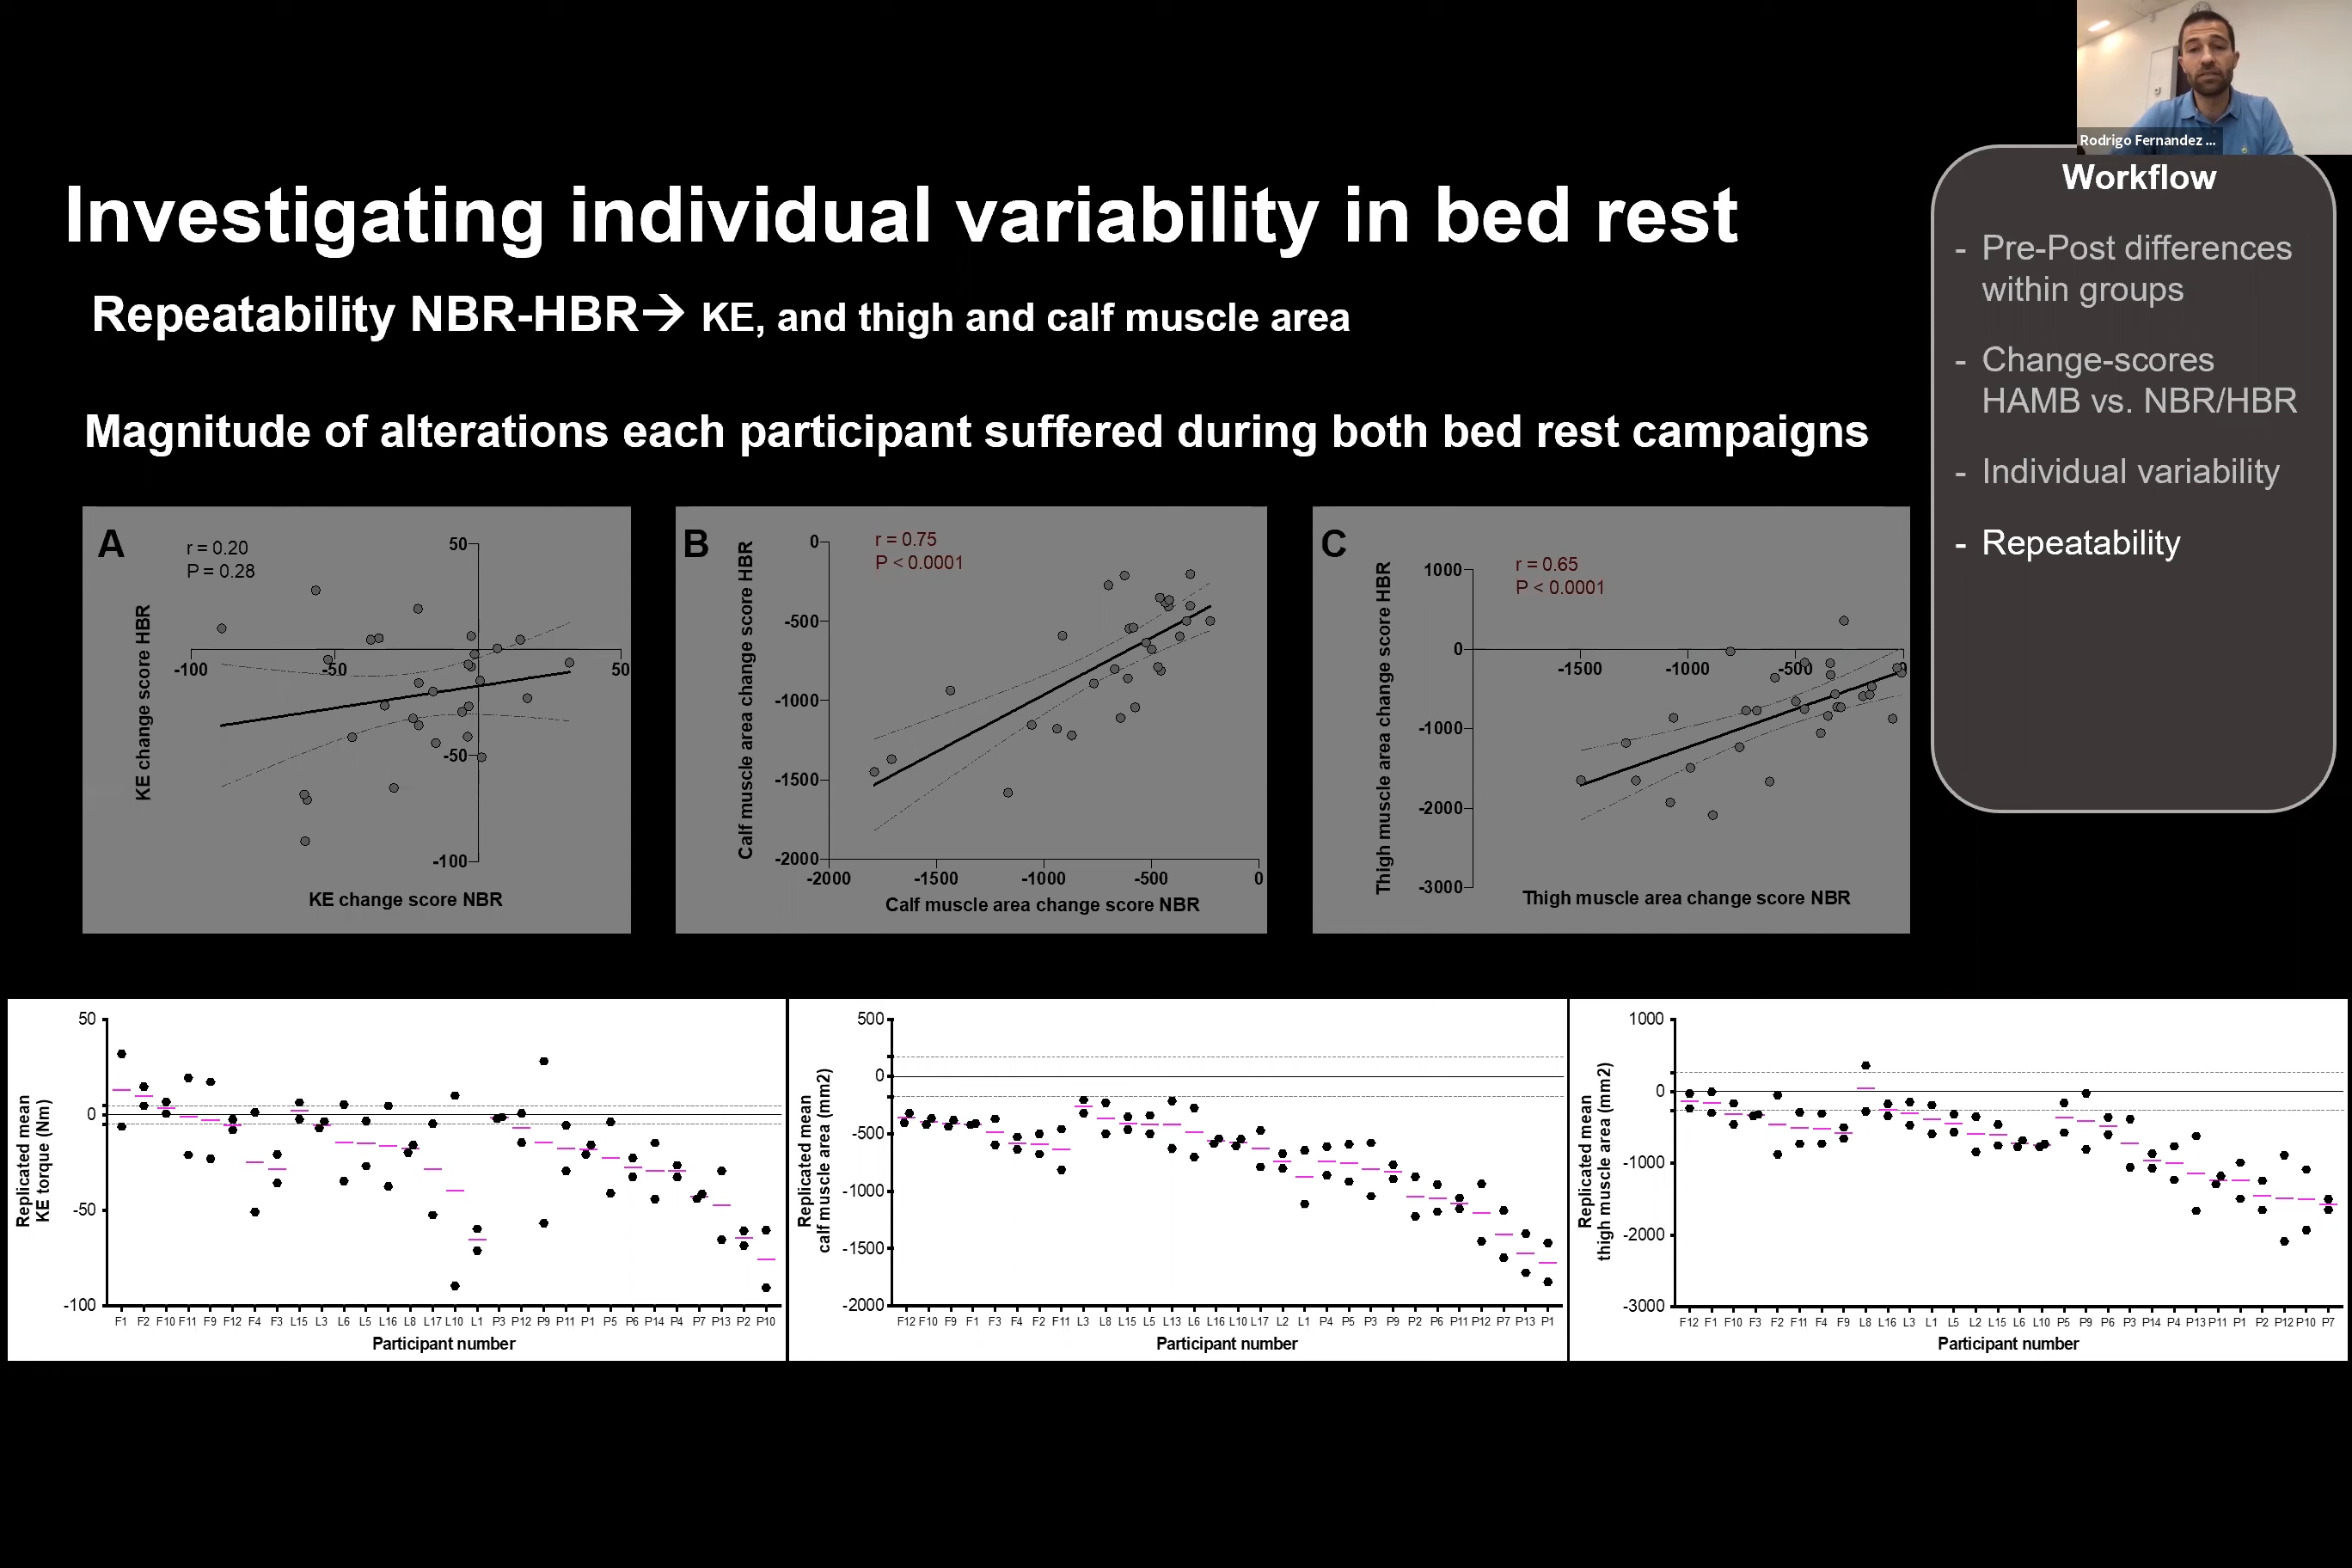 Rodrigo Fernandez ...
Investigating individual variability in bed rest
Repeatability NBR-HBR→ KE, and thigh and calf muscle area
Magnitude of alterations each participant suffered during both bed rest campaigns
Workflow
- Pre-Post differences
within groups
- Change-scores
HAMB vs. NBR/HBR
- Individual variability
- Repeatability
A
r = 0.20
P = 0.28
KE change score HBR
50
-100 -50 50
-50
-100
KE change score NBR
B
r = 0.75
P < 0.0001
Calf muscle area change score HBR
0
-500
-1000
-1500
-2000
-2000 -1500 -1000 -500 0
Calf muscle area change score NBR
C
r = 0.65
P < 0.0001
Thigh muscle area change score HBR
1000
0
-1500 -1000 -500 0
-1000
-2000
-3000
Thigh muscle area change score NBR
Replicated mean
KE torque (Nm)
50
0
-50
-100
F1 F2 F10 F11 F9 F12 F4 F3 L15 L3 L6 L5 L16 L8 L17 L10 L1 P3 P12 P9 P11 P1 P5 P6 P14 P4 P7 P13 P2 P10
Participant number
Replicated mean
calf muscle area (mm2)
500
0
-500
-1000
-1500
-2000
F12 F10 F9 F1 F3 F4 F2 F11 L3 L8 L15 L5 L13 L6 L16 L10 L17 L2 L1 P4 P5 P3 P9 P2 P6 P11 P12 P7 P13 P1
Participant number
Replicated mean
thigh muscle area (mm2)
1000
0
-1000
-2000
-3000
F12 F1 F10 F3 F2 F11 F4 F9 L8 L16 L3 L1 L5 L2 L15 L6 L10 P5 P9 P6 P3 P14 P4 P13 P11 P1 P2 P12 P10 P7
Participant number